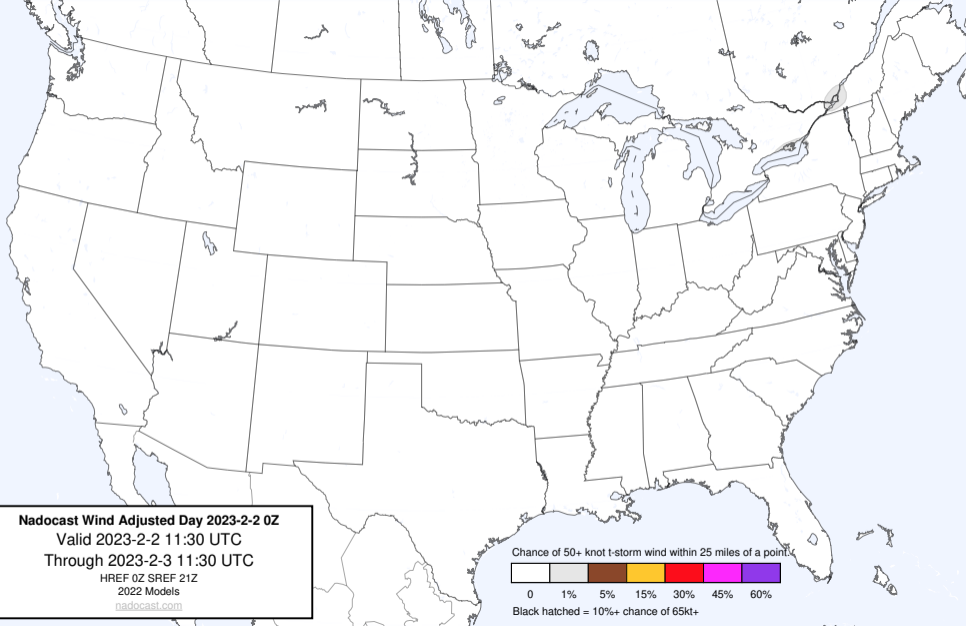 Nadocast Wind Adjusted Day 2023-2-2 0Z
Valid 2023-2-2 11:30 UTC
Through 2023-2-3 11:30 UTC
HREF 0Z SREF 21Z
2022 Models
nadocast.com
Chance of 50+ knot t-storm wind within 25 miles of a point.
0 1% 5% 15% 30% 45% 60%
Black hatched = 10%+ chance of 65kt+